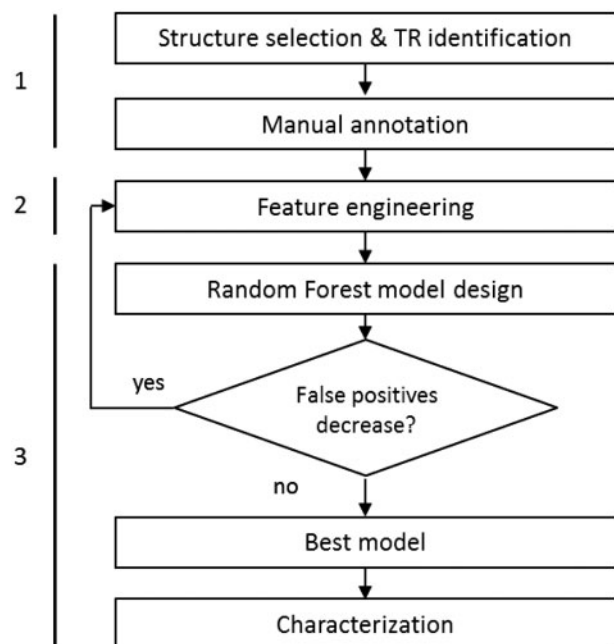 Structure selection & TR identification
1
Manual annotation
2
Feature engineering
Random Forest model design
yes
False positives
decrease?
3
no
Best model
Characterization